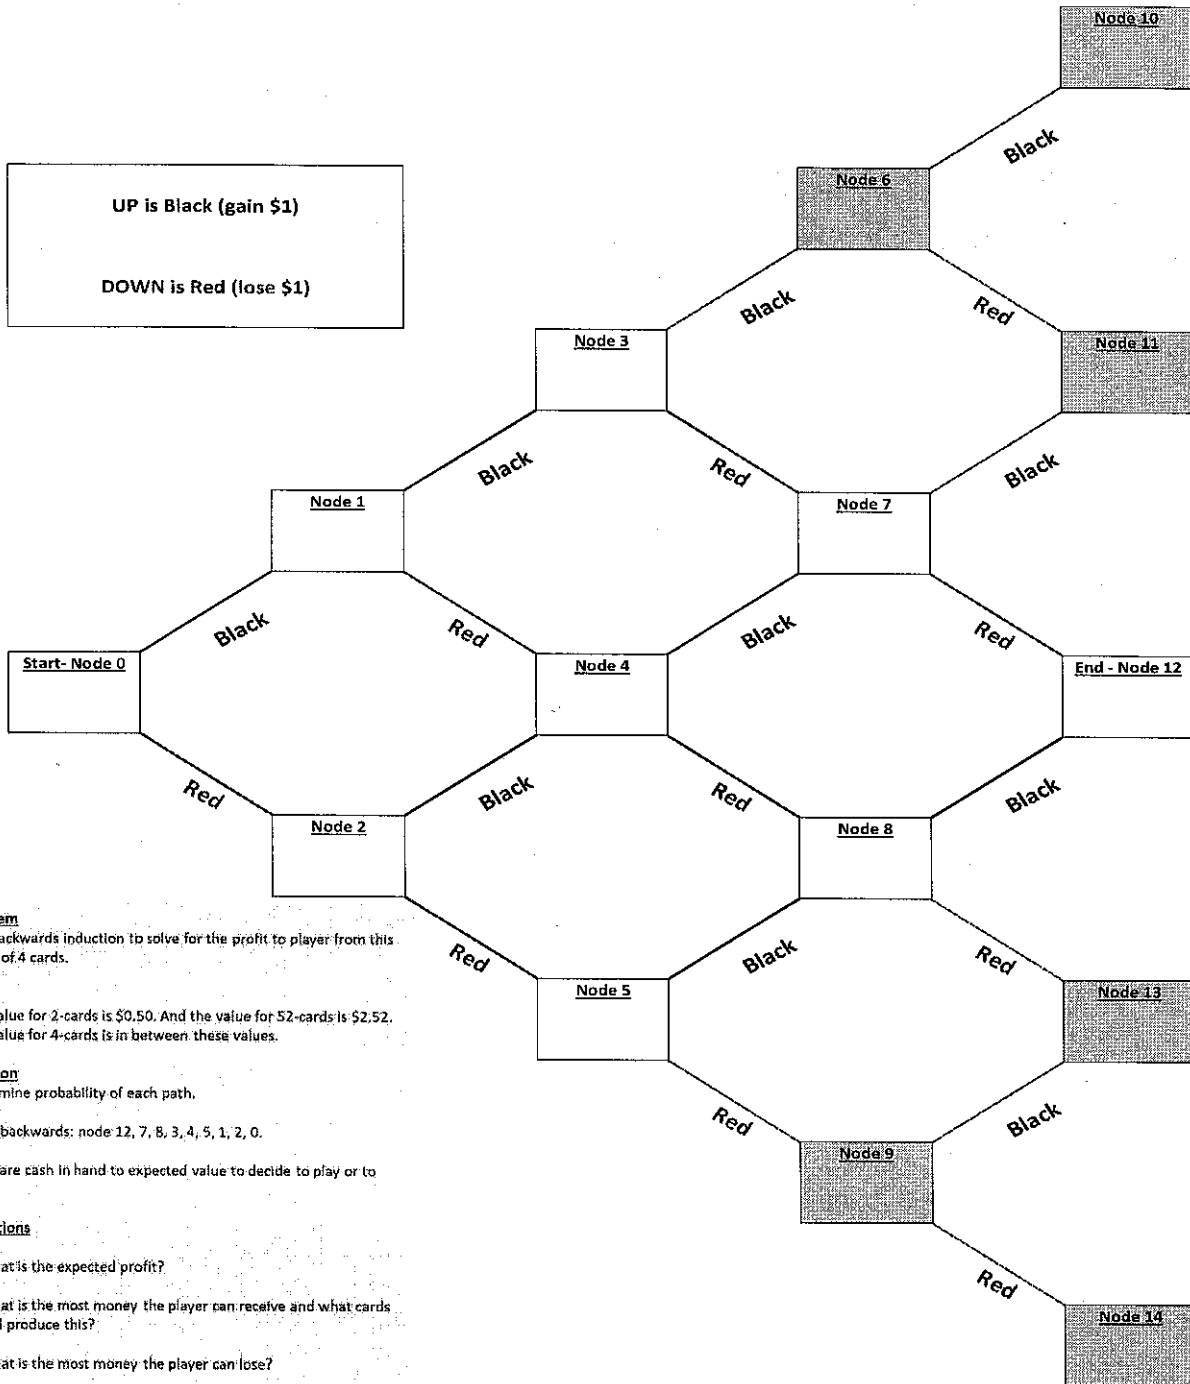 Node 10
Black
Node 6
UP is Black (gain $1)
DOWN is Red (lose $1)
Black
Red
Node 3
Node 11
Black
Red
Black
Node 1
Node 7
Black
Red
Black
Red
Start- Node 0
Node 4
End - Node 12
Red
Black
Red
Black
Node 2
Node 8
em
ackwards induction to solve for the profit to player from this
of 4 cards.
Red
Black
Red
Node 5
Node 13
alue for 2-cards is $0.50. And the value for 52-cards is $2.52.
alue for 4-cards is in between these values.
on
mine probability of each path.
Red
Black
backwards: node 12, 7, 8, 3, 4, 5, 1, 2, 0.
Node 9
are cash in hand to expected value to decide to play or to
tions
at is the expected profit?
Red
at is the most money the player can receive and what cards
d produce this?
Node 14
at is the most money the player can lose?